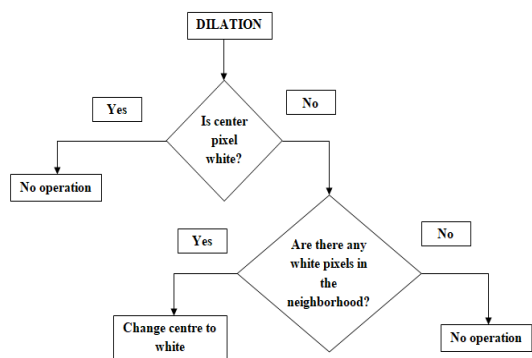 DILATION
Yes
No
Is center
pixel
white?
No operation
Yes
No
Are there any
white pixels in
the
neighborhood?
Change centre to
white
No operation